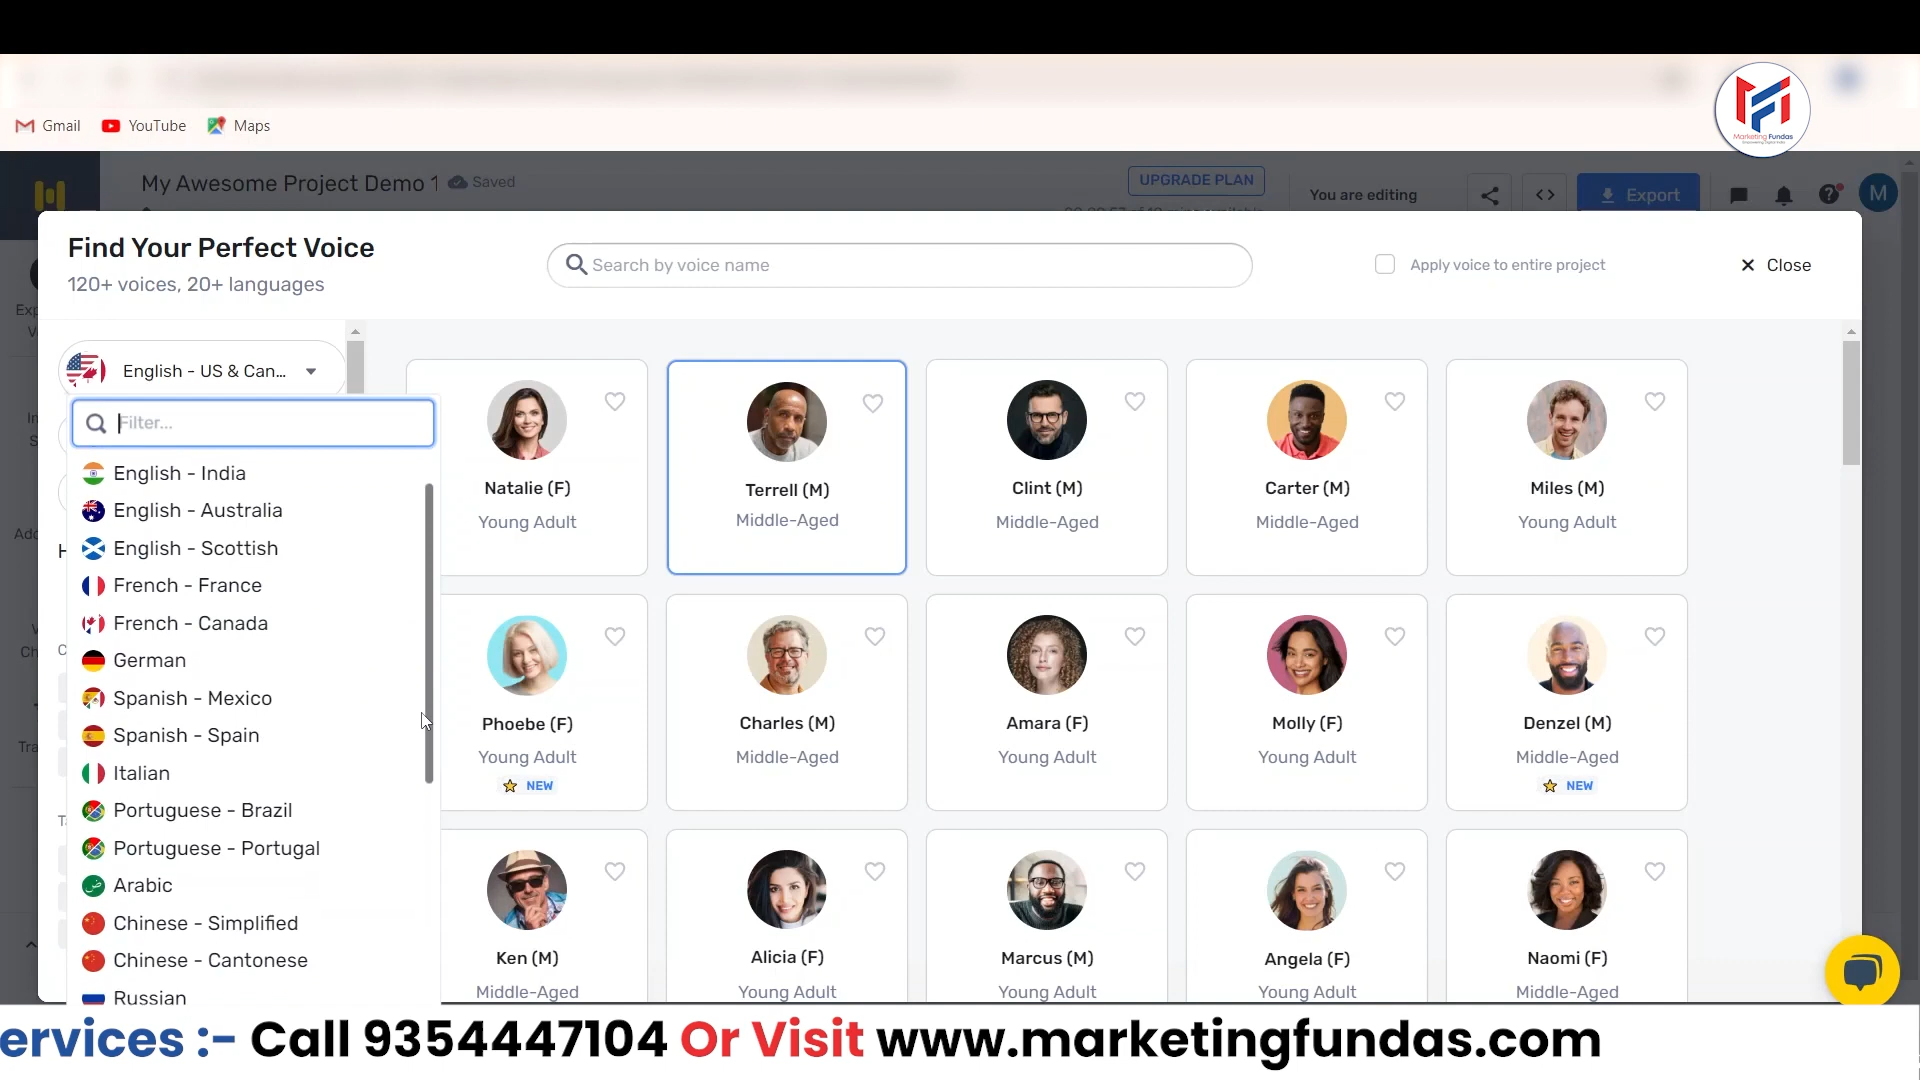 Gmail
YouTube
Maps
Marketing Fundas
My Awesome Project Demo 1
Saved
UPGRADE PLAN
You are editing
Export
M
Find Your Perfect Voice
120+ voices, 20+ languages
Search by voice name
Apply voice to entire project
Close
English - US & Can...
Filter...
English - India
English - Australia
English - Scottish
French - France
French - Canada
German
Spanish - Mexico
Spanish - Spain
Italian
Portuguese - Brazil
Portuguese - Portugal
Arabic
Chinese - Simplified
Chinese - Cantonese
Russian
Natalie (F)
Young Adult
Terrell (M)
Middle-Aged
Clint (M)
Middle-Aged
Carter (M)
Middle-Aged
Miles (M)
Young Adult
Phoebe (F)
Young Adult
NEW
Charles (M)
Middle-Aged
Amara (F)
Young Adult
Molly (F)
Young Adult
Denzel (M)
Middle-Aged
NEW
Ken (M)
Middle-Aged
Alicia (F)
Young Adult
Marcus (M)
Young Adult
Angela (F)
Young Adult
Naomi (F)
Middle-Aged
ervices :- Call 9354447104 Or Visit www.marketingfundas.com